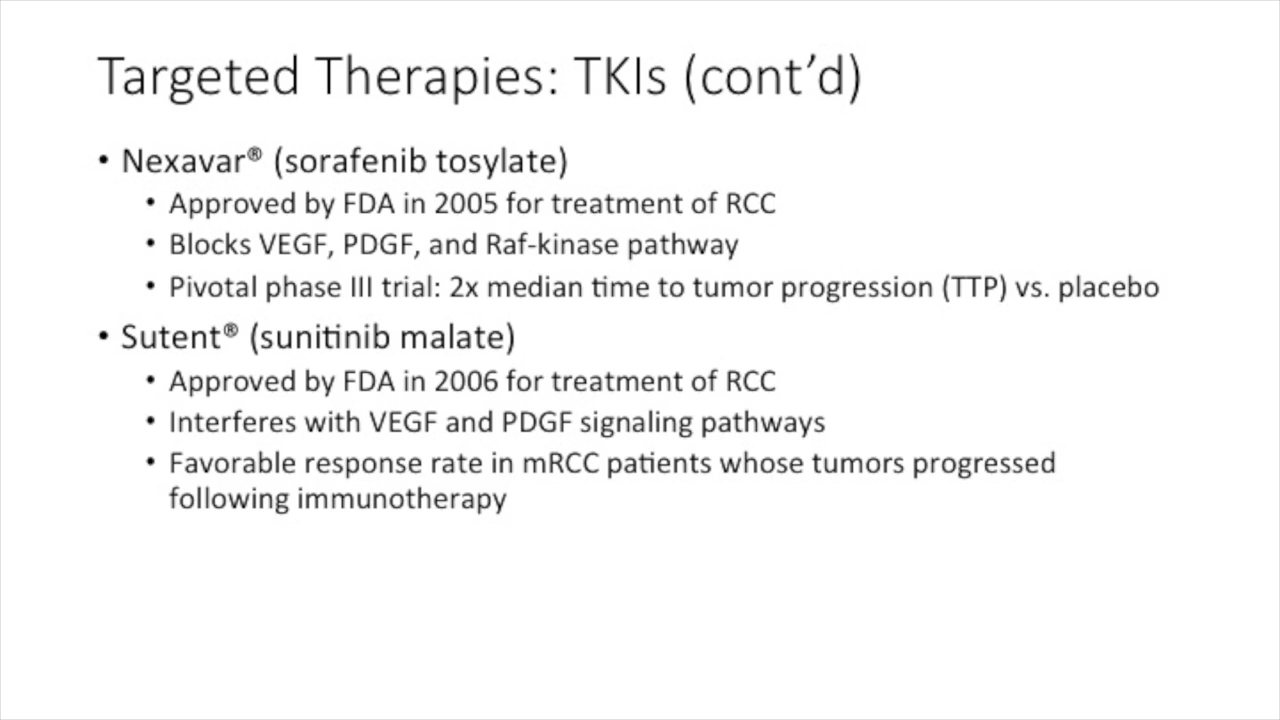 Targeted Therapies: TKIs (cont’d)
• Nexavar® (sorafenib tosylate)
• Approved by FDA in 2005 for treatment of RCC
• Blocks VEGF, PDGF, and Raf-kinase pathway
• Pivotal phase III trial: 2x median time to tumor progression (TTP) vs. placebo
• Sutent® (sunitinib malate)
• Approved by FDA in 2006 for treatment of RCC
• Interferes with VEGF and PDGF signaling pathways
• Favorable response rate in mRCC patients whose tumors progressed
following immunotherapy